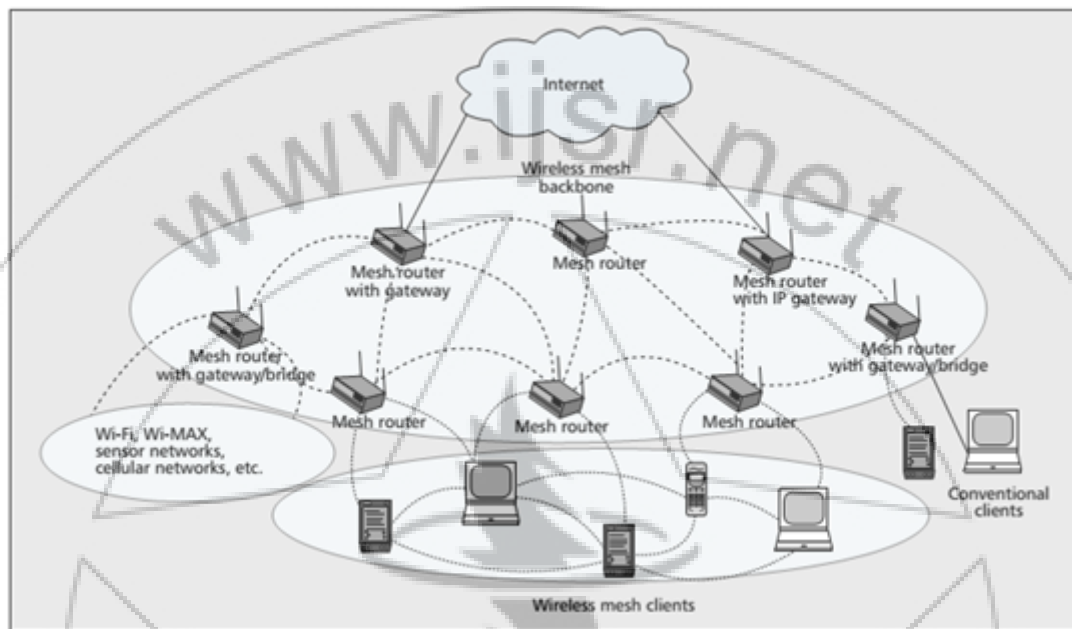 Internet
www.ijsr.net
Wireless mesh
backbone
Mesh router
with gateway
Mesh router
Mesh router
with IP gateway
Mesh router
with gateway/bridge
Mesh router
with gateway/bridge
Mesh router
Mesh router
Mesh router
Wi-Fi, Wi-MAX,
sensor networks,
cellular networks, etc.
Conventional
clients
Wireless mesh clients